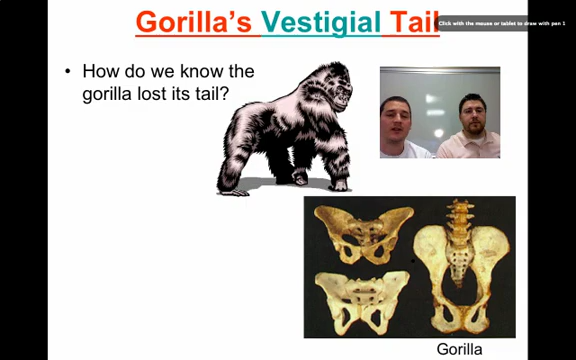 Gorilla's Vestigial Tail
Click with the mouse or tablet to draw with pen 1
• How do we know the
gorilla lost its tail?
Gorilla